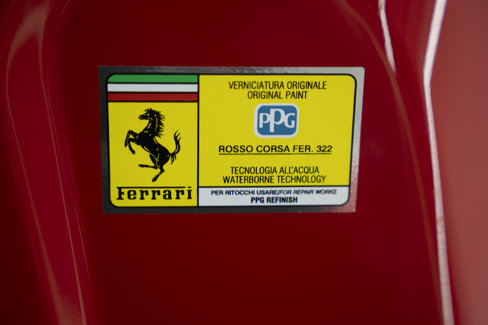 VERNICIATURA ORIGINALE
ORIGINAL PAINT
PPG
ROSSO CORSA FER. 322
TECNOLOGIA ALL'ACQUA
WATERBORNE TECHNOLOGY
Ferrari
PER RITOCCHI USARE/FOR REPAIR WORKS
PPG REFINISH